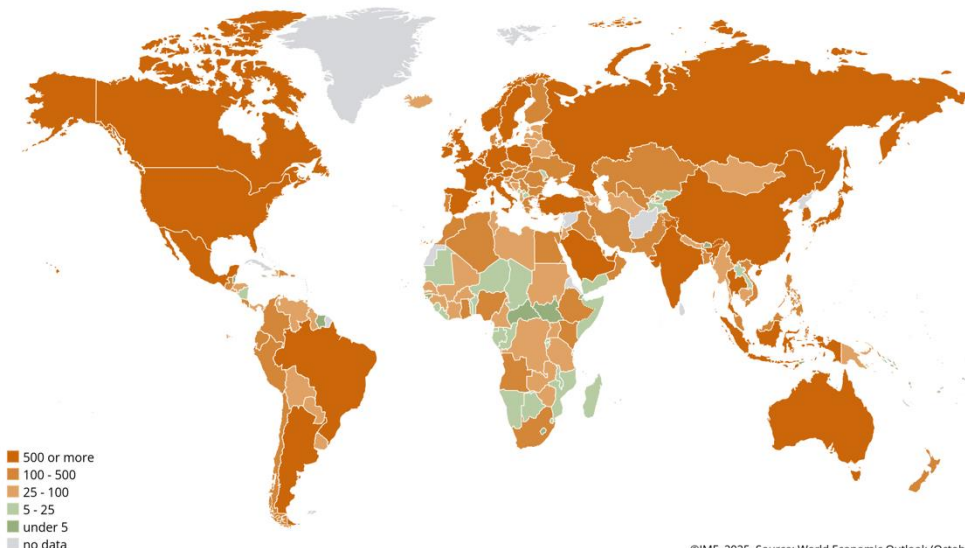 500 or more
100 - 500
25 - 100
5 - 25
under 5
no data
©IMF, 2025, Source: World Economic Outlook (Octob